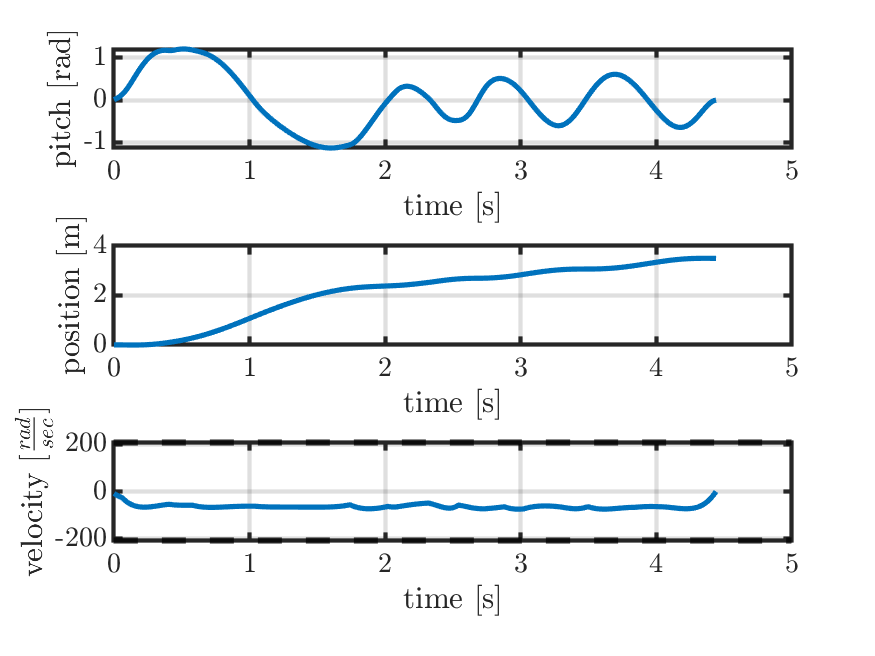 pitch [rad]
1
0
-1
0 1 2 3 4 5
time [s]
position [m]
4
2
0
0 1 2 3 4 5
time [s]
velocity [rad/sec]
200
0
-200
0 1 2 3 4 5
time [s]